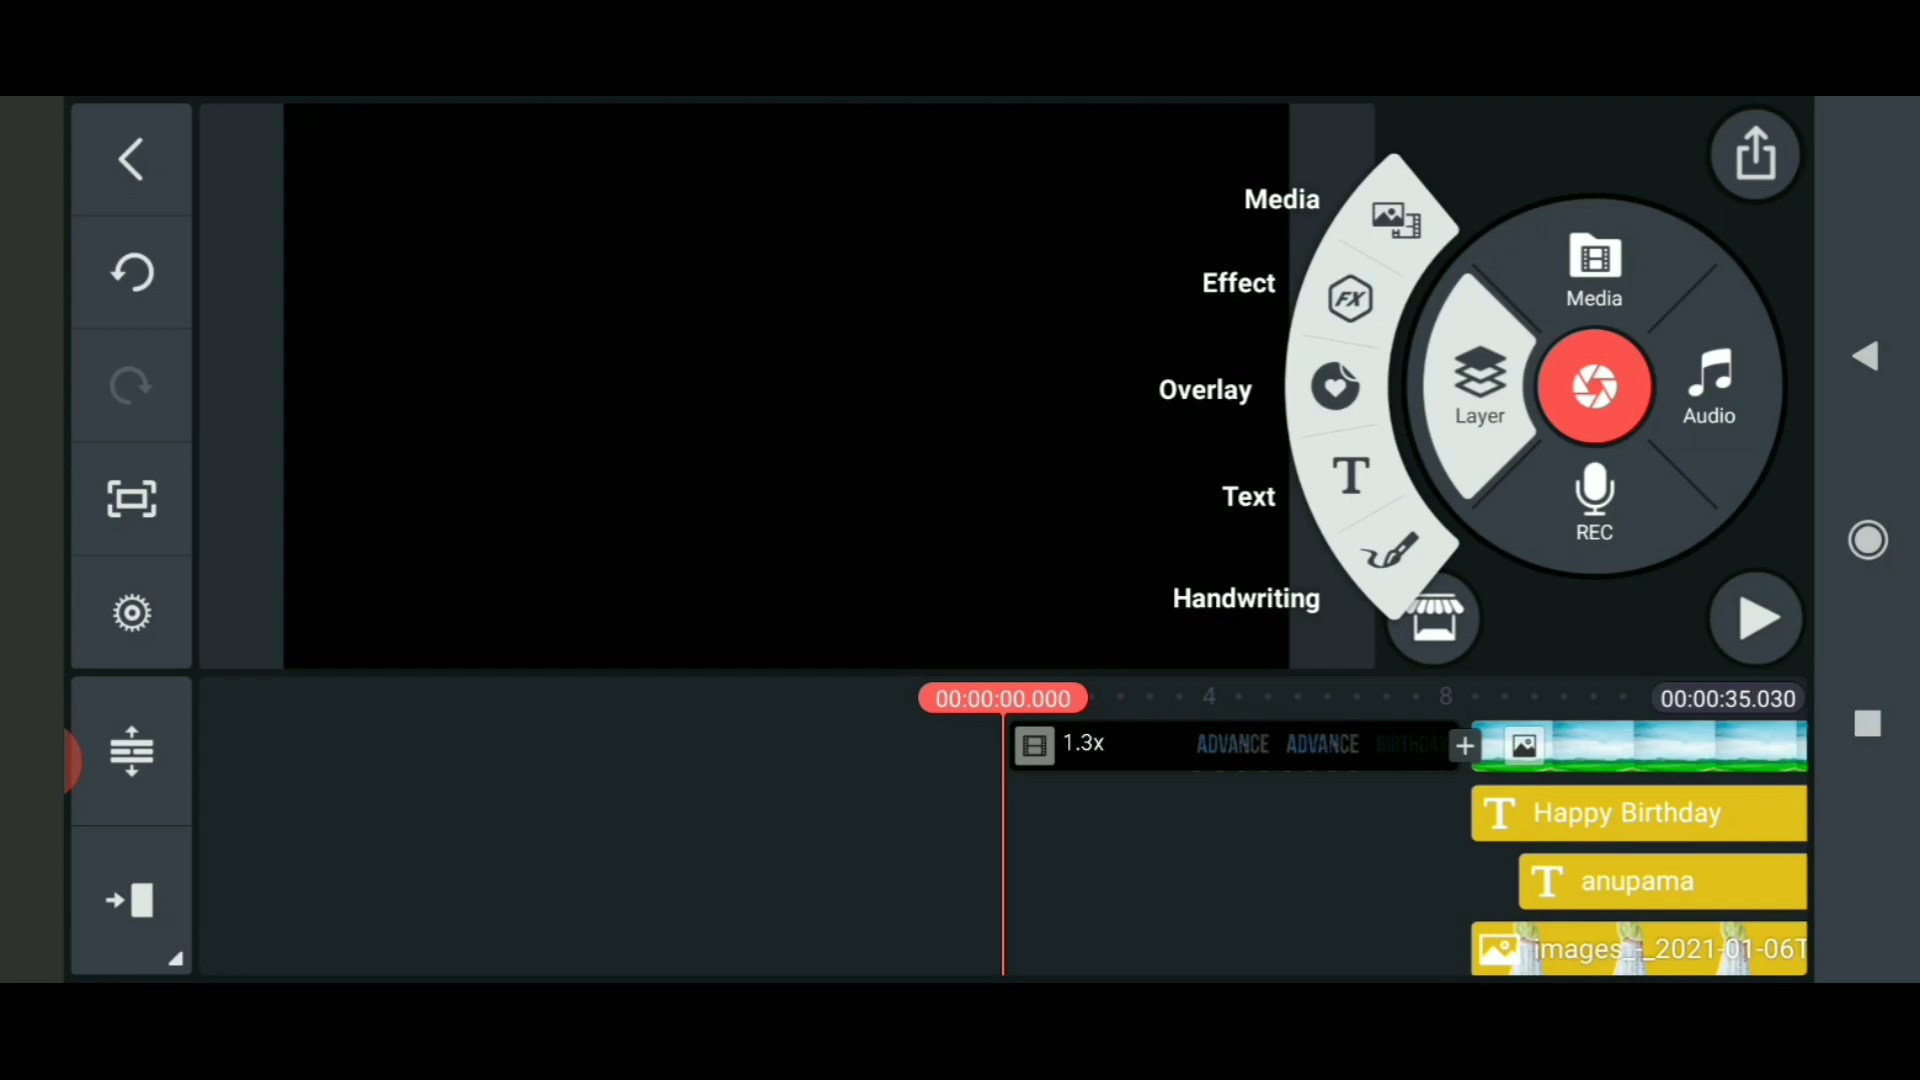 Media
Effect
Overlay
Text
Handwriting
Media
Layer
Audio
REC
00:00:00.000
4
8
00:00:35.030
1.3x
ADVANCE
ADVANCE
BIRTHDAY
T Happy Birthday
T anupama
images_-_2021-01-06T
FX
T